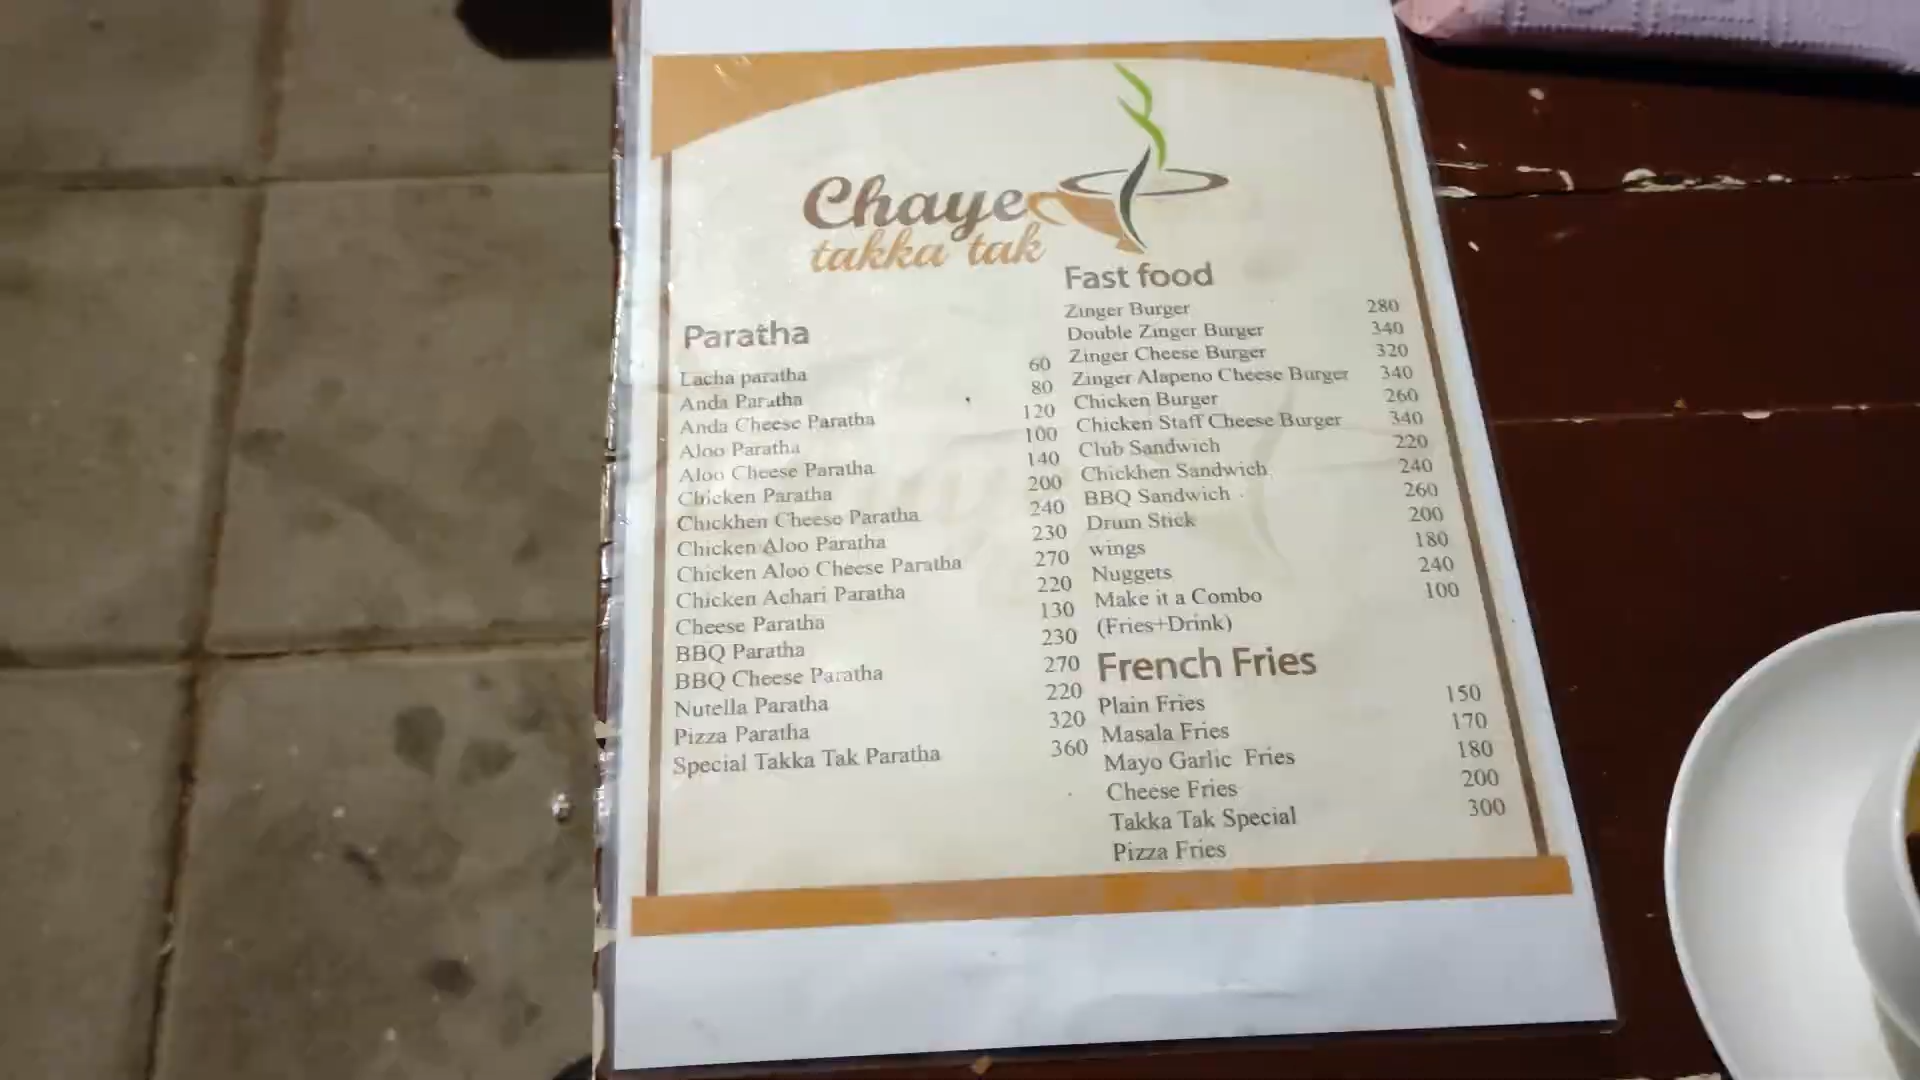 Chaye
takka tak
Paratha
Lacha paratha 60
Anda Paratha 80
Anda Cheese Paratha 120
Aloo Paratha 100
Aloo Cheese Paratha 140
Chicken Paratha 200
Chickhen Cheese Paratha 240
Chicken Aloo Paratha 230
Chicken Aloo Cheese Paratha 270
Chicken Achari Paratha 220
Cheese Paratha 130
BBQ Paratha 230
BBQ Cheese Paratha 270
Nutella Paratha 220
Pizza Paratha 320
Special Takka Tak Paratha 360
Fast food
Zinger Burger 280
Double Zinger Burger 340
Zinger Cheese Burger 320
Zinger Alapeno Cheese Burger 340
Chicken Burger 260
Chicken Staff Cheese Burger 340
Club Sandwich 220
Chickhen Sandwich 240
BBQ Sandwich 260
Drum Stick 200
wings 180
Nuggets 240
Make it a Combo 100
(Fries+Drink)
French Fries
Plain Fries 150
Masala Fries 170
Mayo Garlic Fries 180
Cheese Fries 200
Takka Tak Special 300
Pizza Fries